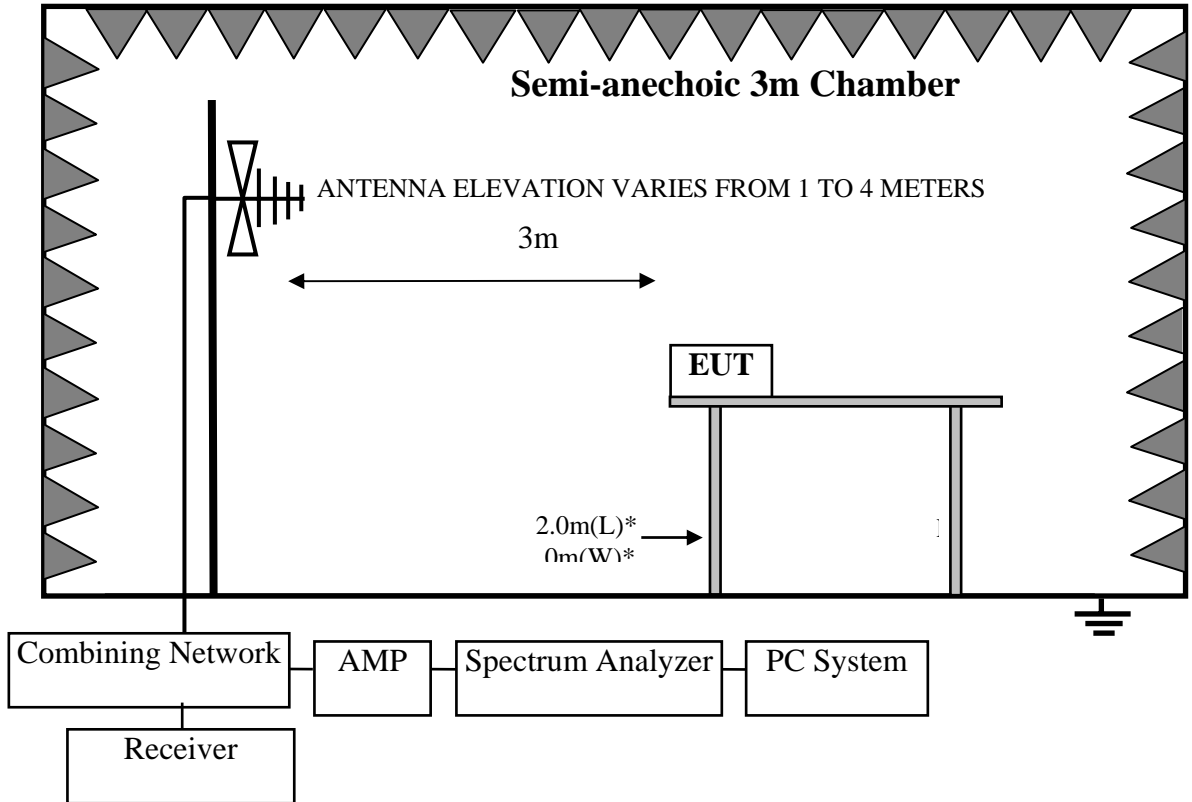 Semi-anechoic 3m Chamber
ANTENNA ELEVATION VARIES FROM 1 TO 4 METERS
3m
EUT
2.0m(L)*
0m(W)*
Combining Network
AMP
Spectrum Analyzer
PC System
Receiver